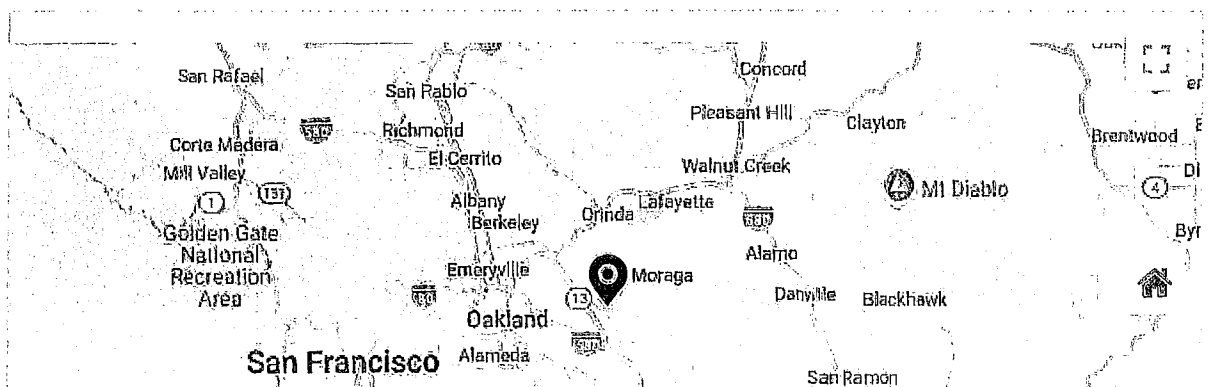 Concord
San Rafael
San Pablo
Pleasant Hill
Clayton
Richmond
580
Brentwood
Corte Madera
El Cerrito
Mill Valley
Walnut Creek
Mt Diablo
4
1
131
Albany
Orinda
Lafayette
Berkeley
680
Golden Gate
National
Recreation
Area
Alamo
Emeryville
Moraga
80
13
Danville
Blackhawk
Oakland
580
San Francisco
Alameda
San Ramon